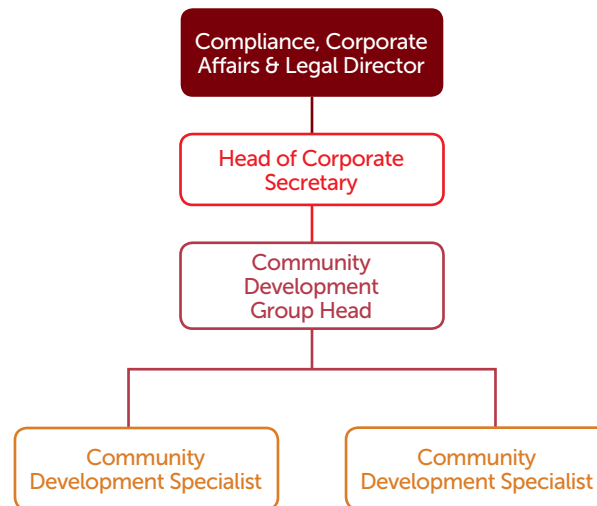 Compliance, Corporate
Affairs & Legal Director
Head of Corporate
Secretary
Community
Development
Group Head
Community
Development Specialist
Community
Development Specialist